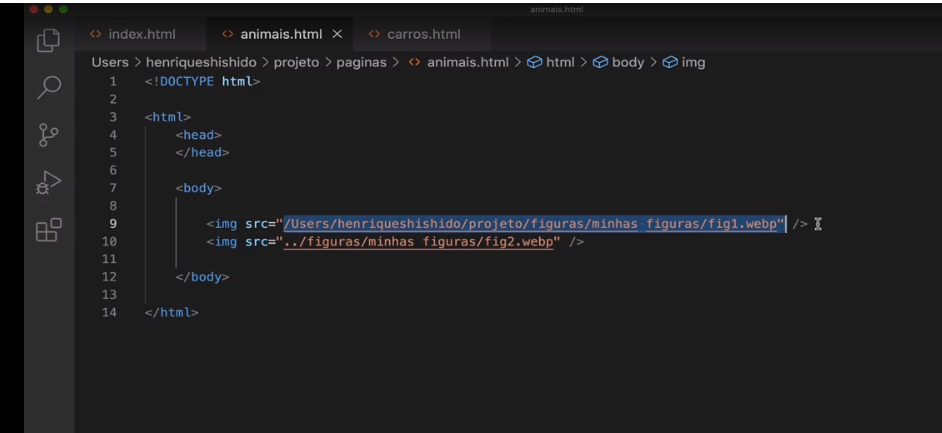 animais.html
index.html animais.html carros.html
Users > henriqueshishido > projeto > paginas > animais.html > html > body > img
1 <!DOCTYPE html>
2
3 <html>
4 <head>
5 </head>
6
7 <body>
8
9 <img src="/Users/henriqueshishido/projeto/figuras/minhas figuras/fig1.webp" />
10 <img src="../figuras/minhas figuras/fig2.webp" />
11
12 </body>
13
14 </html>